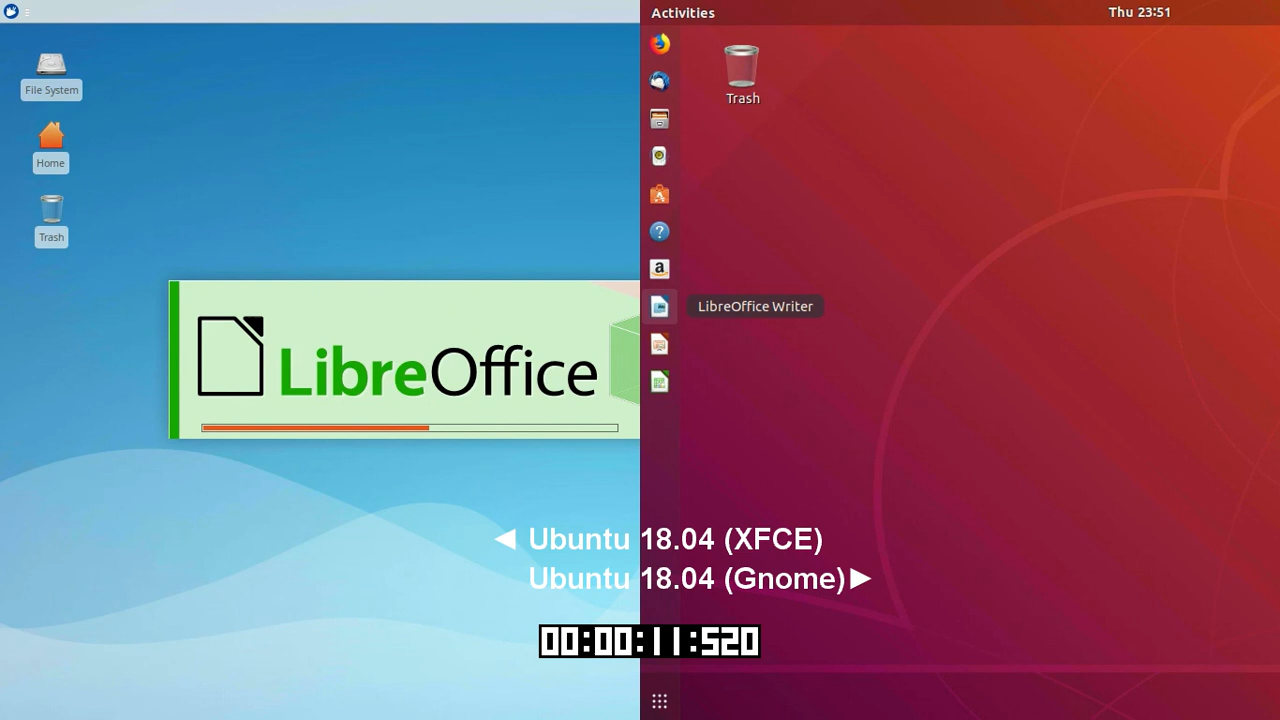 Activities
Thu 23:51
File System
Home
Trash
Trash
LibreOffice Writer
LibreOffice
◄ Ubuntu 18.04 (XFCE)
Ubuntu 18.04 (Gnome)►
00:00:11:520